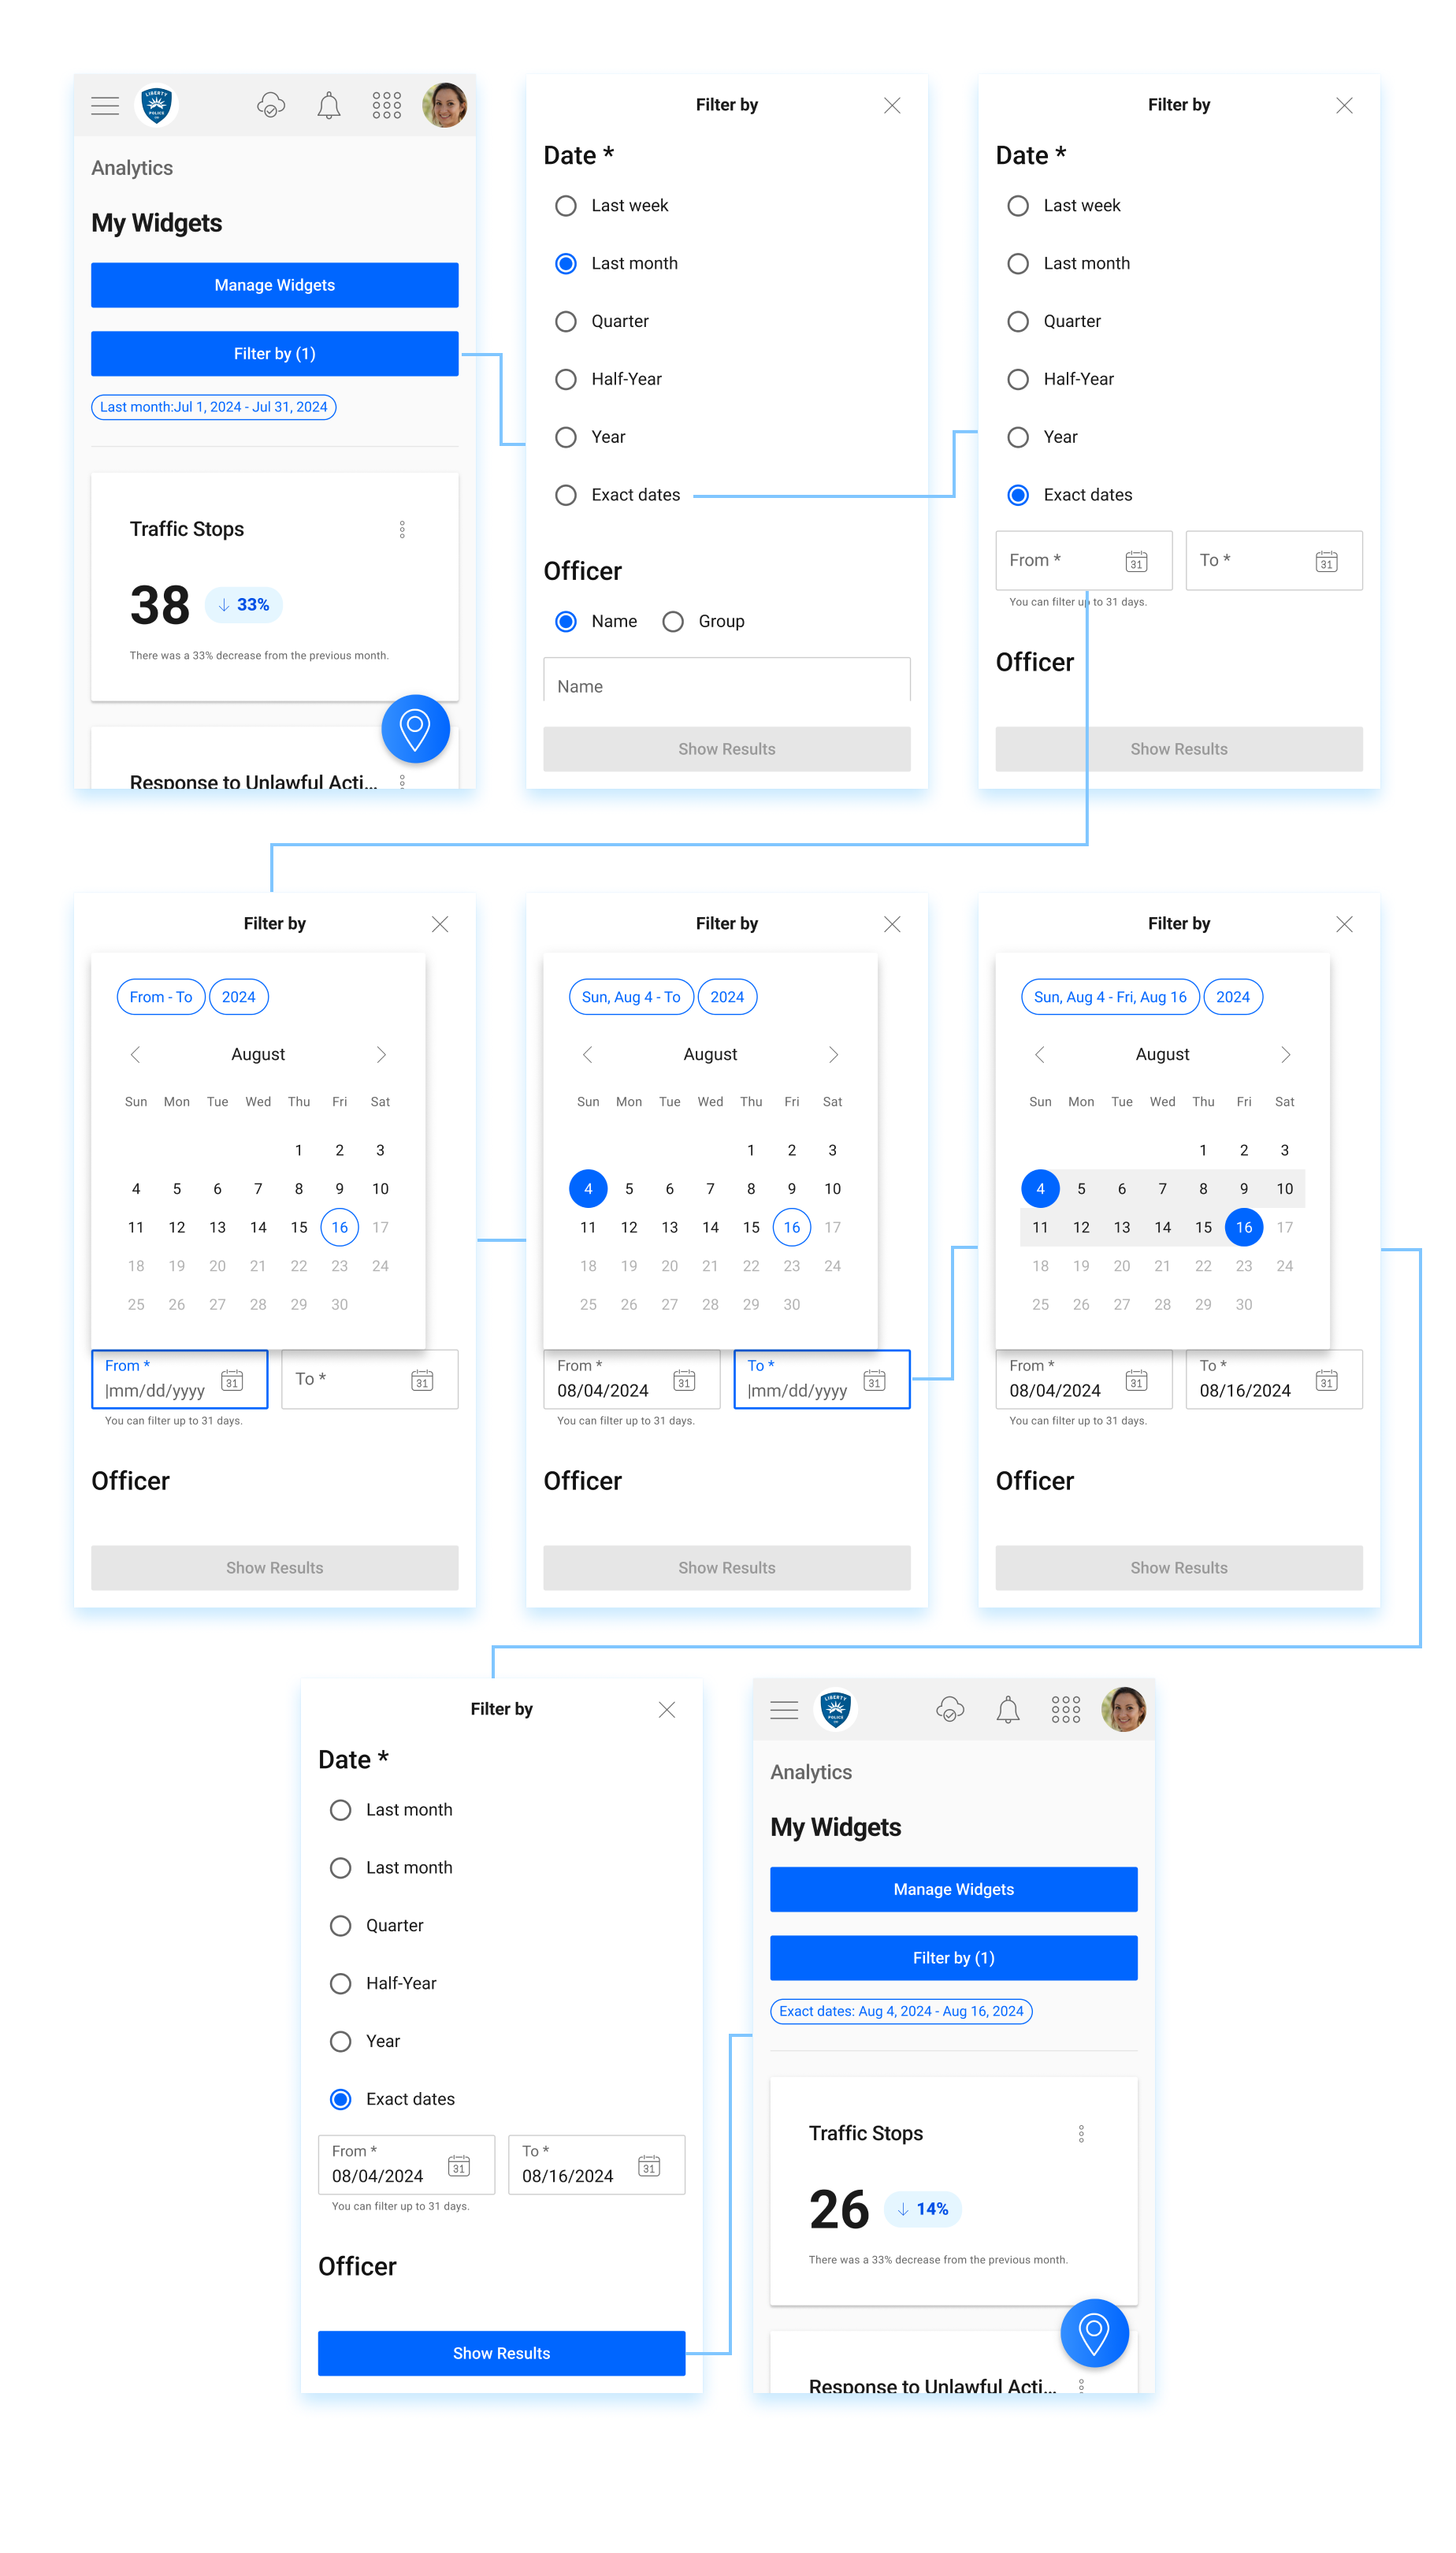 LIBERTY
POLICE
Analytics
My Widgets
Manage Widgets
Filter by (1)
Last month:Jul 1, 2024 - Jul 31, 2024
Traffic Stops
38 ↓ 33%
There was a 33% decrease from the previous month.
Response to Unlawful Acti...
Filter by
Date *
Last week
Last month
Quarter
Half-Year
Year
Exact dates
Officer
Name Group
Name
Show Results
Filter by
Date *
Last week
Last month
Quarter
Half-Year
Year
Exact dates
From * 31 To * 31
You can filter up to 31 days.
Officer
Show Results
Filter by
From - To 2024
August
Sun Mon Tue Wed Thu Fri Sat
1 2 3
4 5 6 7 8 9 10
11 12 13 14 15 16 17
18 19 20 21 22 23 24
25 26 27 28 29 30
From *
mm/dd/yyyy 31 To * 31
You can filter up to 31 days.
Officer
Show Results
Filter by
Sun, Aug 4 - To 2024
August
Sun Mon Tue Wed Thu Fri Sat
1 2 3
4 5 6 7 8 9 10
11 12 13 14 15 16 17
18 19 20 21 22 23 24
25 26 27 28 29 30
From * To *
08/04/2024 31 mm/dd/yyyy 31
You can filter up to 31 days.
Officer
Show Results
Filter by
Sun, Aug 4 - Fri, Aug 16 2024
August
Sun Mon Tue Wed Thu Fri Sat
1 2 3
4 5 6 7 8 9 10
11 12 13 14 15 16 17
18 19 20 21 22 23 24
25 26 27 28 29 30
From * To *
08/04/2024 31 08/16/2024 31
You can filter up to 31 days.
Officer
Show Results
Filter by
Date *
Last month
Last month
Quarter
Half-Year
Year
Exact dates
From * To *
08/04/2024 31 08/16/2024 31
You can filter up to 31 days.
Officer
Show Results
LIBERTY
POLICE
Analytics
My Widgets
Manage Widgets
Filter by (1)
Exact dates: Aug 4, 2024 - Aug 16, 2024
Traffic Stops
26 ↓ 14%
There was a 33% decrease from the previous month.
Response to Unlawful Acti...